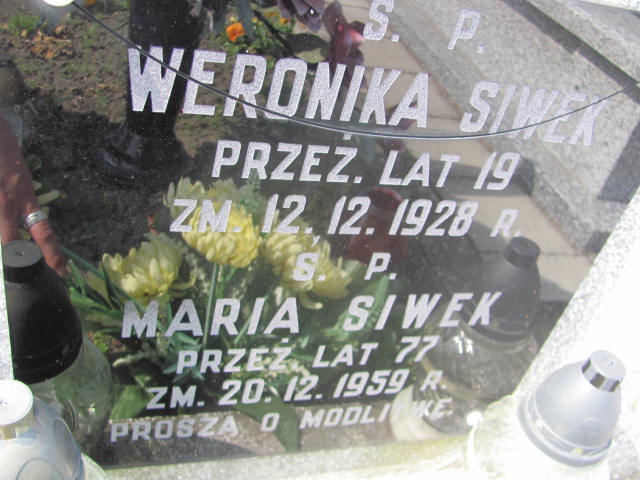 Ś. P.
WERONIKA SIWEK
PRZEŻ. LAT 19
ZM. 12. 12. 1928 R.
Ś. P.
MARIA SIWEK
PRZEŻ. LAT 77
ZM. 20. 12. 1959 R.
PROSZĄ O MODLITWĘ.